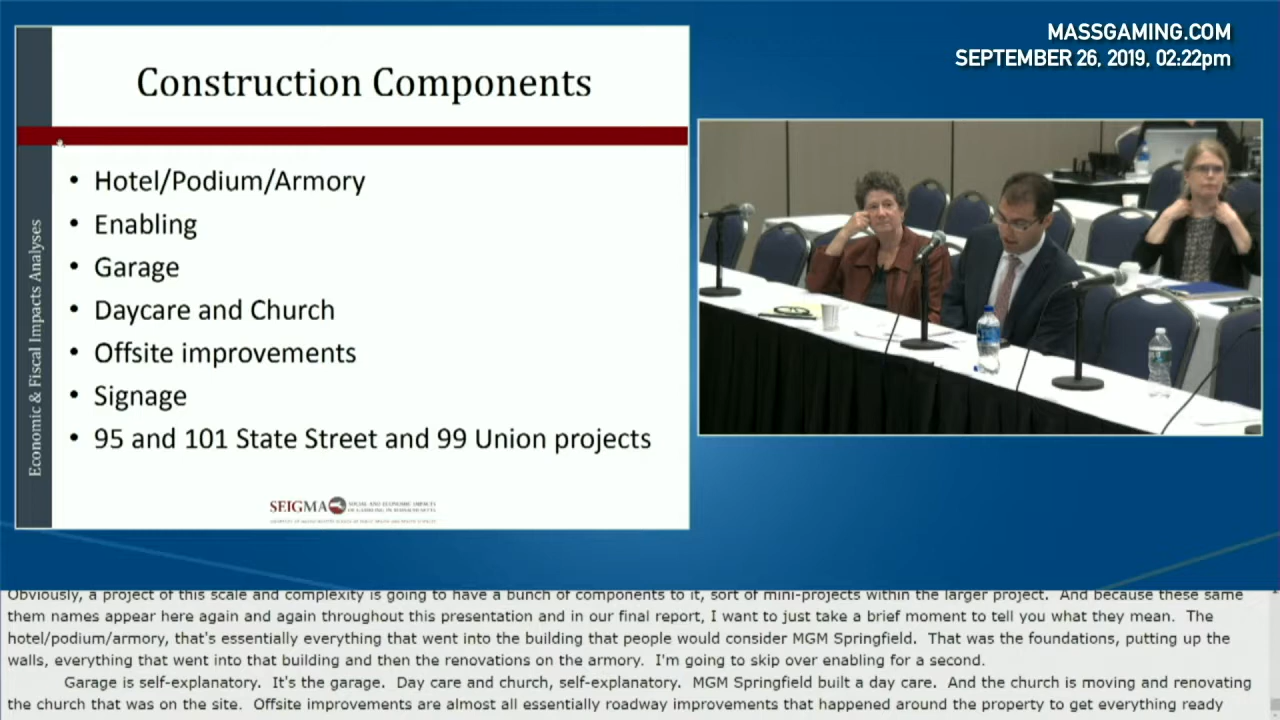 MASSGAMING.COM
SEPTEMBER 26, 2019, 02:22pm
Construction Components
Economic & Fiscal Impacts Analyses
• Hotel/Podium/Armory
• Enabling
• Garage
• Daycare and Church
• Offsite improvements
• Signage
• 95 and 101 State Street and 99 Union projects
SEIGMA SOCIAL AND ECONOMIC IMPACTS
OF GAMBLING IN MASSACHUSETTS
Obviously, a project of this scale and complexity is going to have a bunch of components to it, sort of mini-projects within the larger project. And because these same
them names appear here again and again throughout this presentation and in our final report, I want to just take a brief moment to tell you what they mean. The
hotel/podium/armory, that's essentially everything that went into the building that people would consider MGM Springfield. That was the foundations, putting up the
walls, everything that went into that building and then the renovations on the armory. I'm going to skip over enabling for a second.
Garage is self-explanatory. It's the garage. Day care and church, self-explanatory. MGM Springfield built a day care. And the church is moving and renovating
the church that was on the site. Offsite improvements are almost all essentially roadway improvements that happened around the property to get everything ready